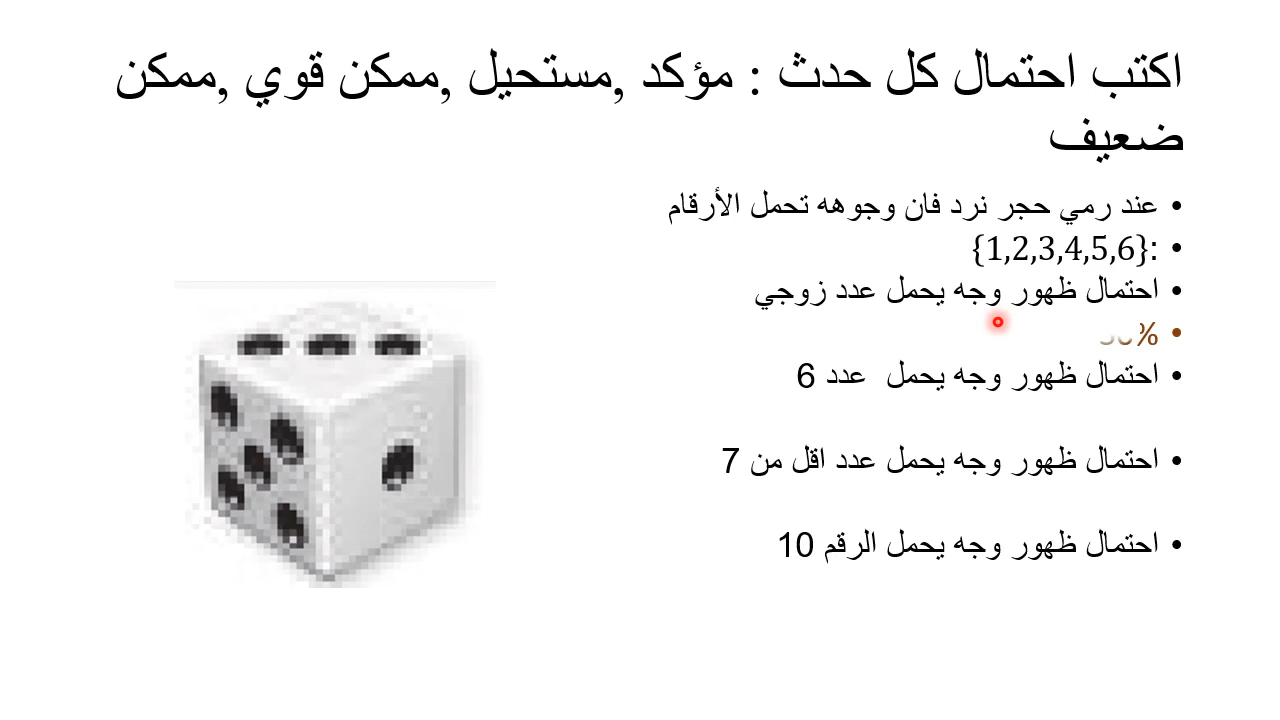 اكتب احتمال كل حدث : مؤكد ,مستحيل ,ممكن قوي ,ممكن
ضعيف
• عند رمي حجر نرد فان وجوهه تحمل الأرقام
• :{1,2,3,4,5,6}
• احتمال ظهور وجه يحمل عدد زوجي
• احتمال ظهور وجه يحمل عدد 6
• احتمال ظهور وجه يحمل عدد اقل من 7
• احتمال ظهور وجه يحمل الرقم 10